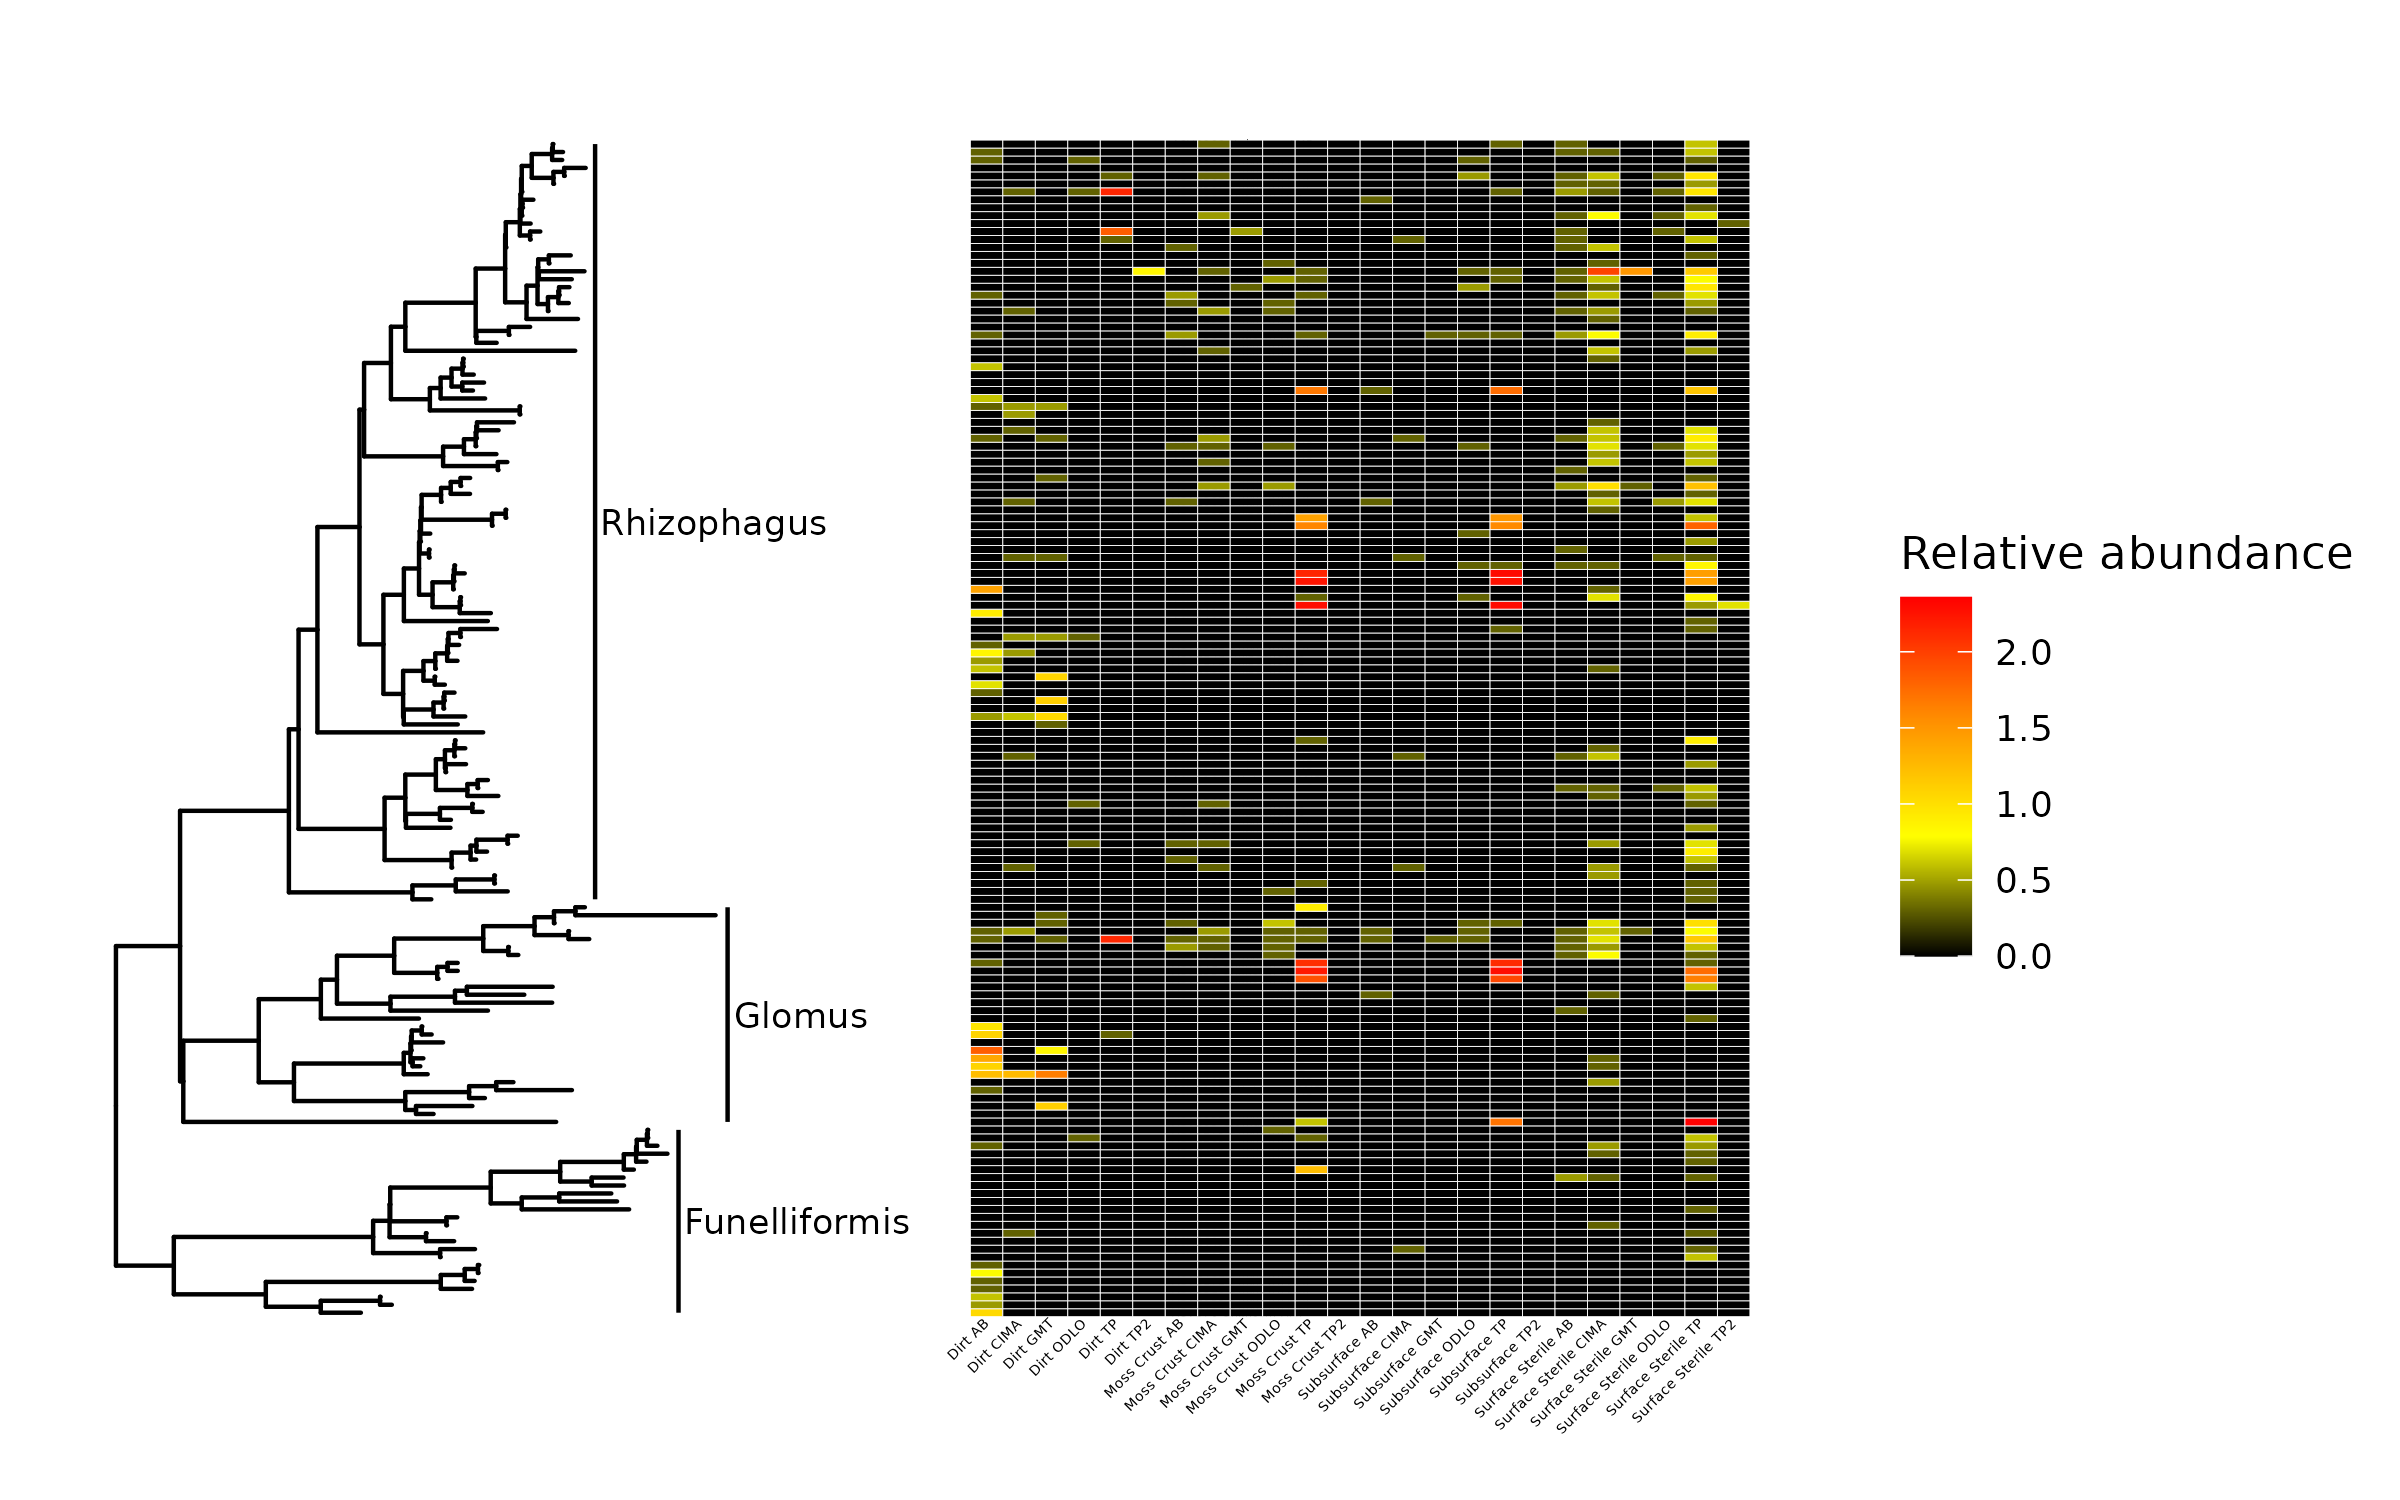 Rhizophagus
Glomus
Funelliformis
Relative abundance
2.0
1.5
1.0
0.5
0.0
Dirt AB
Dirt CIMA
Dirt GMT
Dirt ODLO
Dirt TP
Dirt TP2
Moss Crust AB
Moss Crust CIMA
Moss Crust GMT
Moss Crust ODLO
Moss Crust TP
Moss Crust TP2
Subsurface AB
Subsurface CIMA
Subsurface GMT
Subsurface ODLO
Subsurface TP
Subsurface TP2
Surface Sterile AB
Surface Sterile CIMA
Surface Sterile GMT
Surface Sterile ODLO
Surface Sterile TP
Surface Sterile TP2